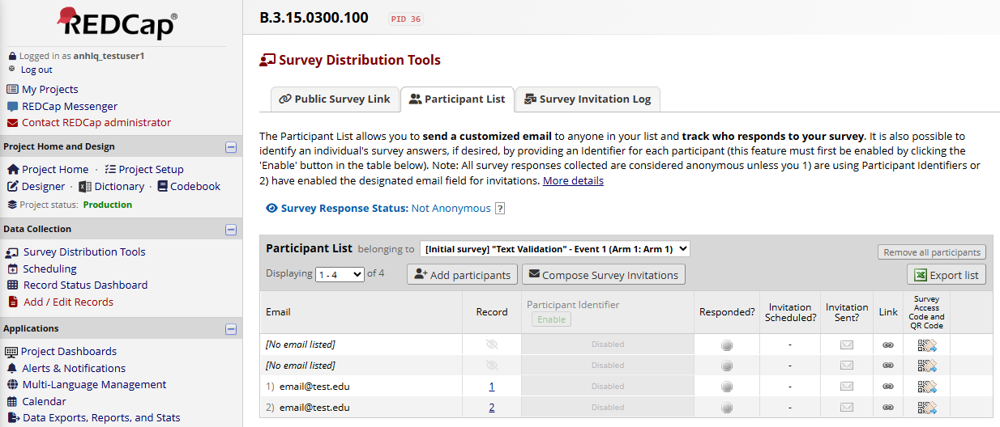 REDCap®
Logged in as anhlq_testuser1
Log out
My Projects
REDCap Messenger
Contact REDCap administrator
Project Home and Design
Project Home · Project Setup
Designer · Dictionary · Codebook
Project status: Production
Data Collection
Survey Distribution Tools
Scheduling
Record Status Dashboard
Add / Edit Records
Applications
Project Dashboards
Alerts & Notifications
Multi-Language Management
Calendar
Data Exports, Reports, and Stats
B.3.15.0300.100 PID 36
Survey Distribution Tools
Public Survey Link Participant List Survey Invitation Log
The Participant List allows you to send a customized email to anyone in your list and track who responds to your survey. It is also possible to
identify an individual's survey answers, if desired, by providing an Identifier for each participant (this feature must first be enabled by clicking the
'Enable' button in the table below). Note: All survey responses collected are considered anonymous unless you 1) are using Participant Identifiers or
2) have enabled the designated email field for invitations. More details
Survey Response Status: Not Anonymous ?
Participant List belonging to [Initial survey] "Text Validation" - Event 1 (Arm 1: Arm 1) Remove all participants
Displaying 1 - 4 of 4 Add participants Compose Survey Invitations Export list
Email Record Participant Identifier Enable Responded? Invitation Scheduled? Invitation Sent? Link Survey Access Code and QR Code
[No email listed] Disabled -
[No email listed] Disabled -
1) email@test.edu 1 Disabled -
2) email@test.edu 2 Disabled -